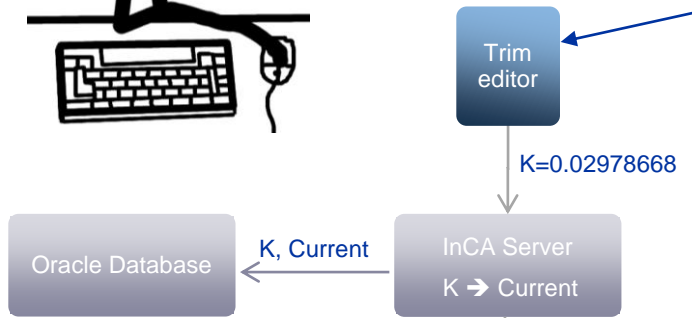 Trim
editor
K=0.02978668
Oracle Database
K, Current
InCA Server
K ➔ Current